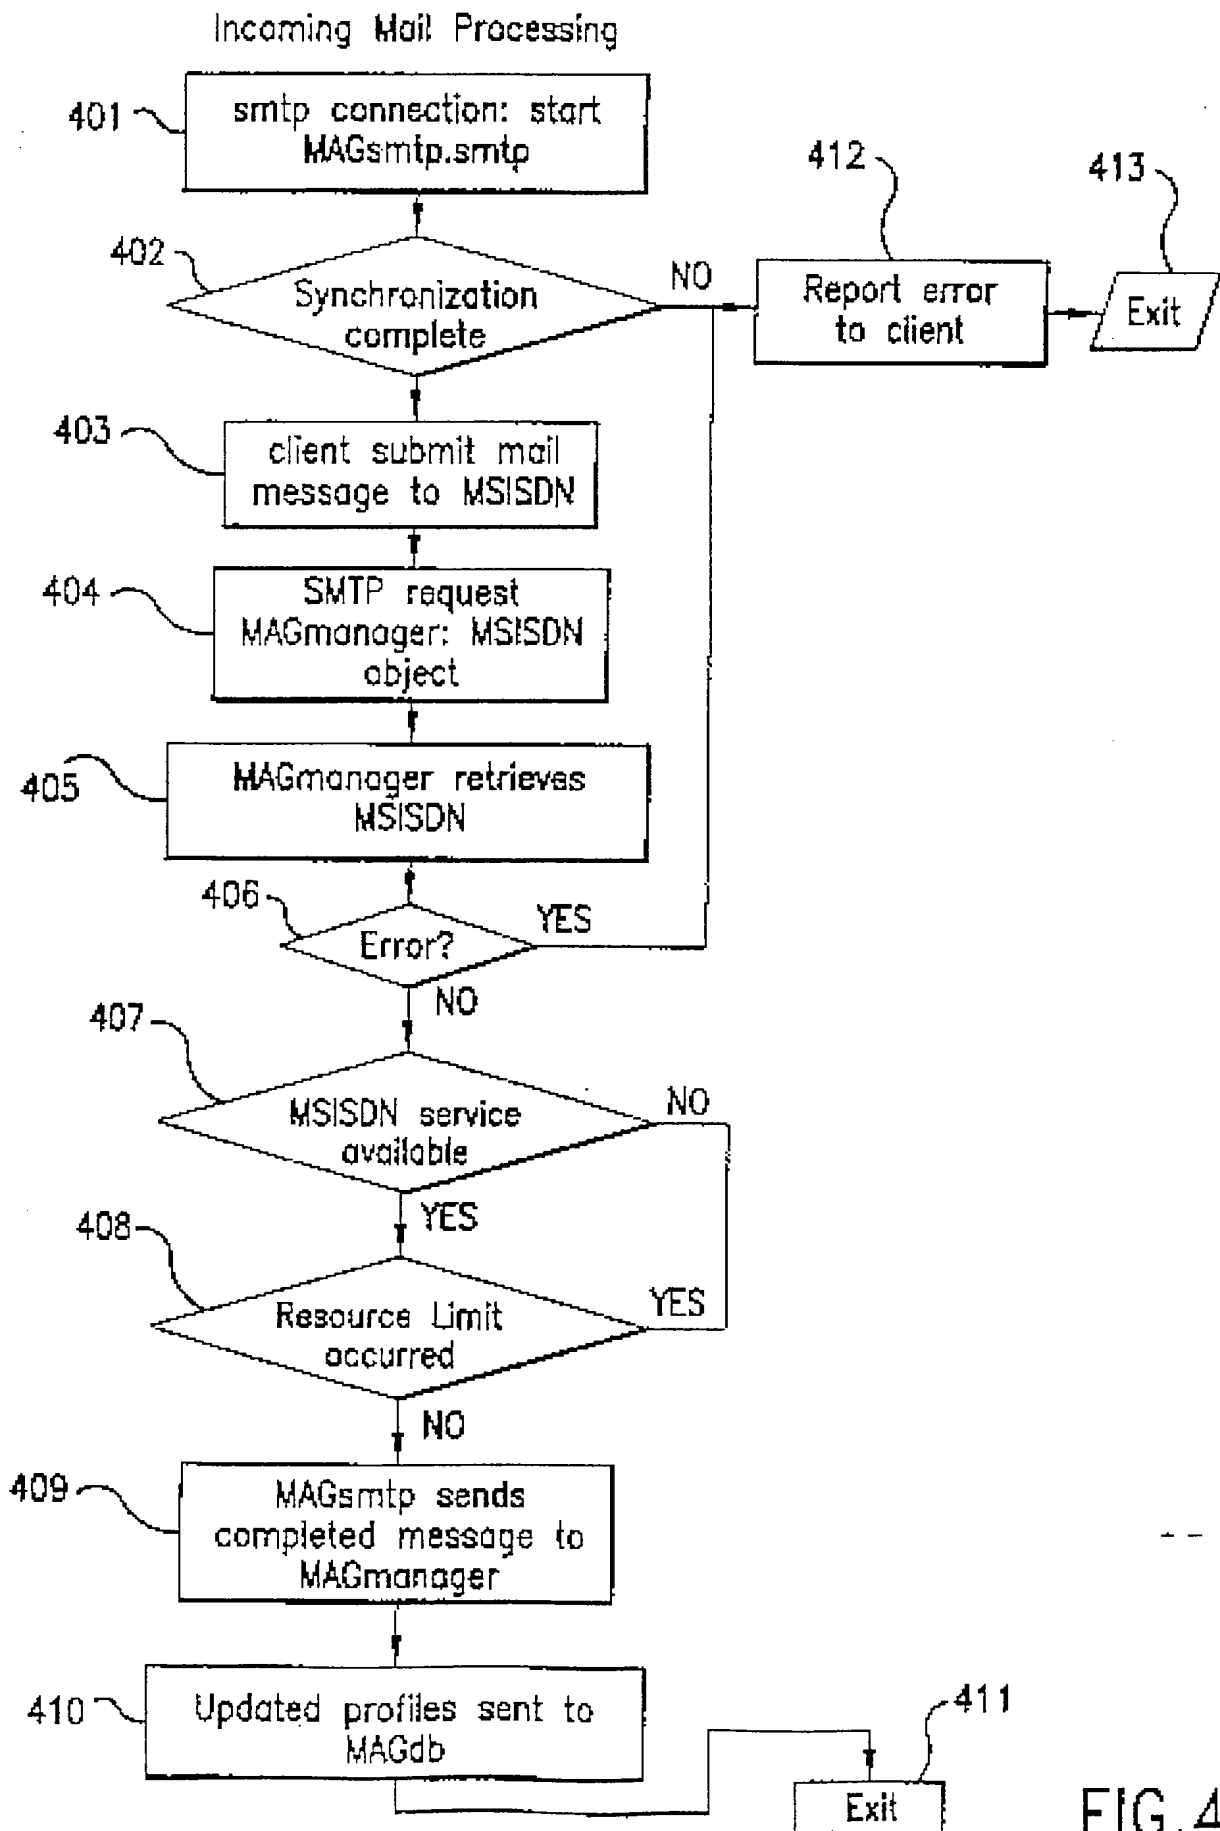 Incoming Mail Processing
401
smtp connection: start
MAGsmtp.smtp
412
413
402
Synchronization
complete
NO
Report error
to client
Exit
403
client submit mail
message to MSISDN
404
SMTP request
MAGmanager: MSISDN
object
405
MAGmanager retrieves
MSISDN
406
Error?
YES
NO
407
MSISDN service
available
NO
YES
408
Resource Limit
occurred
YES
NO
409
MAGsmtp sends
completed message to
MAGmanager
410
Updated profiles sent to
MAGdb
411
Exit
FIG.4